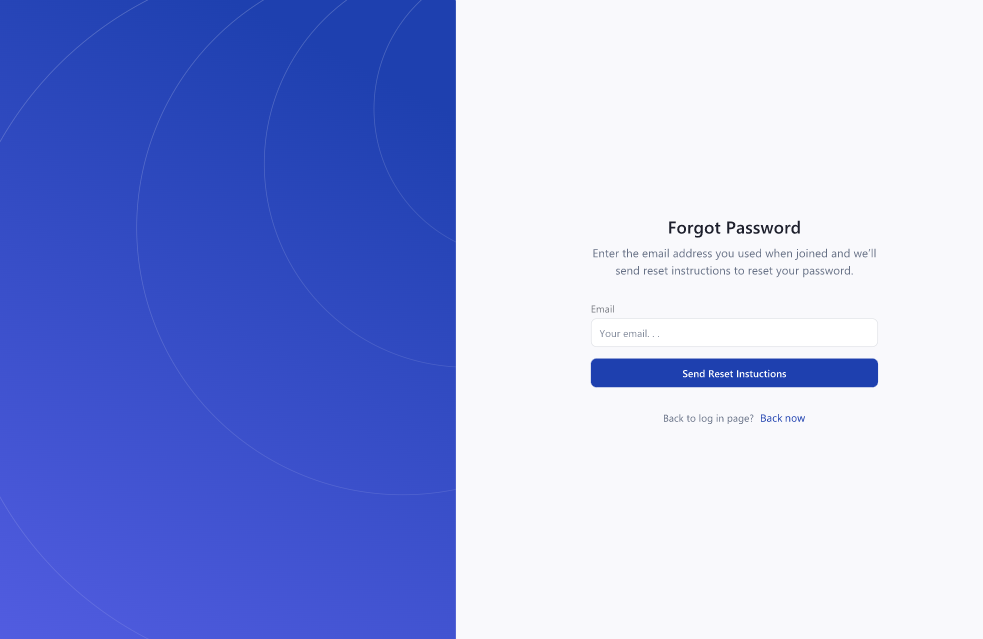 Forgot Password
Enter the email address you used when joined and we'll
send reset instructions to reset your password.
Email
Your email. . .
Send Reset Instuctions
Back to log in page? Back now